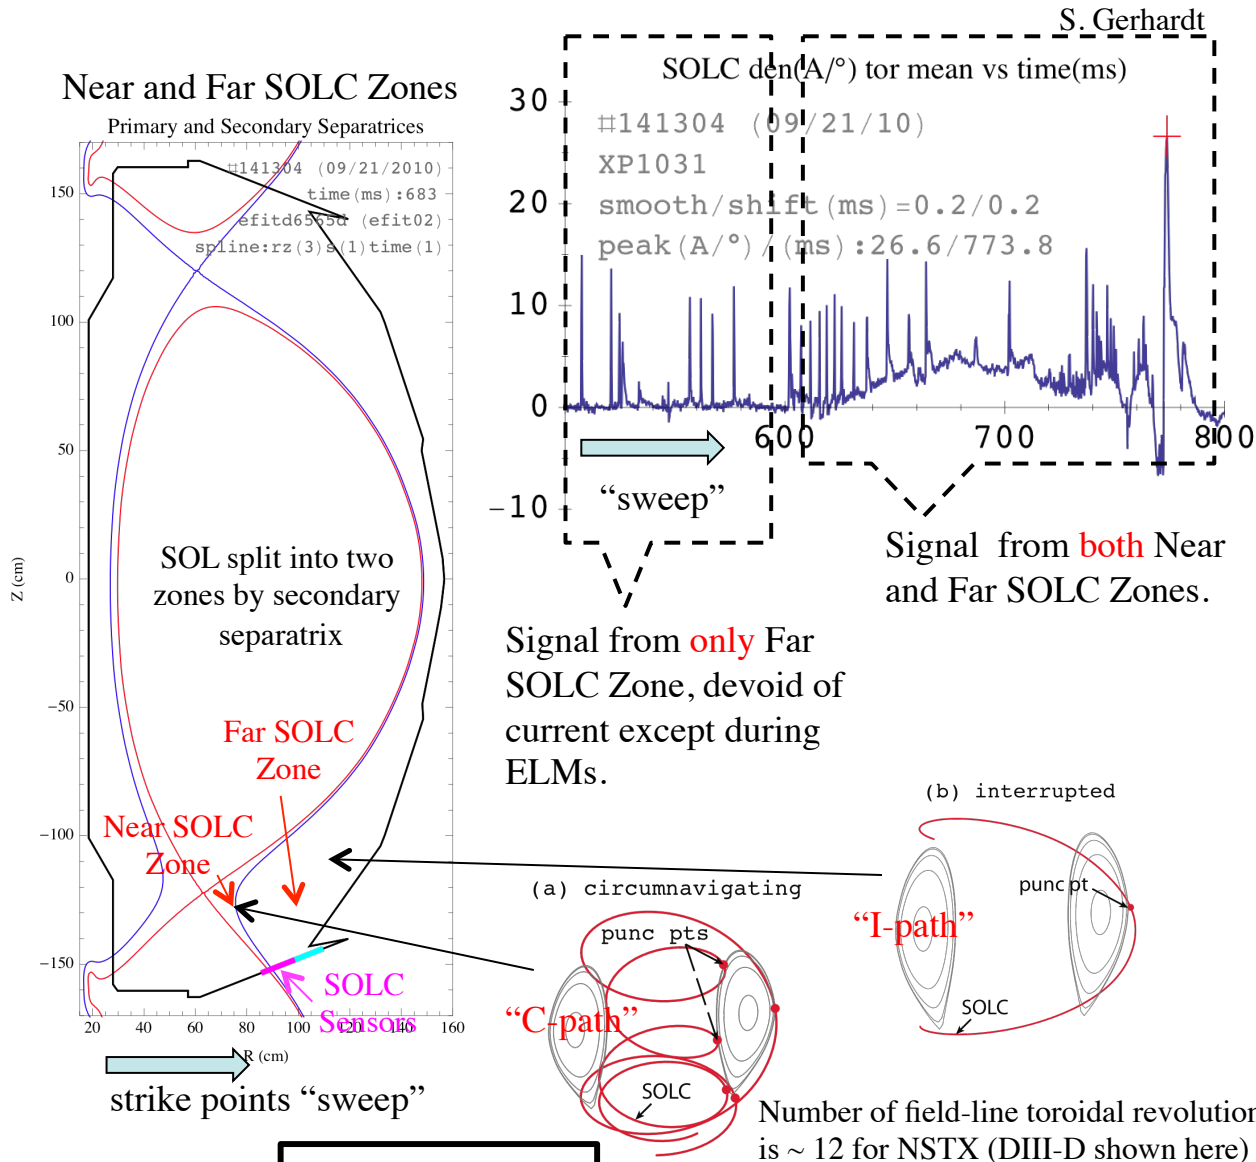 S. Gerhardt
Near and Far SOLC Zones
Primary and Secondary Separatrices
⌗141304 (09/21/2010)
time(ms):683
efitd6565d (efit02)
spline:rz(3)s(1)time(1)
150
100
50
0
−50
−100
−150
Z (cm)
SOL split into two
zones by secondary
separatrix
Far SOLC
Zone
Near SOLC
Zone
SOLC
Sensors
20 40 60 80 100 120 140 160
R (cm)
strike points “sweep”
SOLC den(A/°) tor mean vs time(ms)
⌗141304 (09/21/10)
XP1031
smooth/shift(ms)=0.2/0.2
peak(A/°)/(ms):26.6/773.8
30
20
10
0
−10
600 700 800
“sweep”
Signal from both Near
and Far SOLC Zones.
Signal from only Far
SOLC Zone, devoid of
current except during
ELMs.
(a) circumnavigating
punc pts
“C-path”
SOLC
(b) interrupted
punc pt
“I-path”
SOLC
Number of field-line toroidal revolution
is ~ 12 for NSTX (DIII-D shown here)